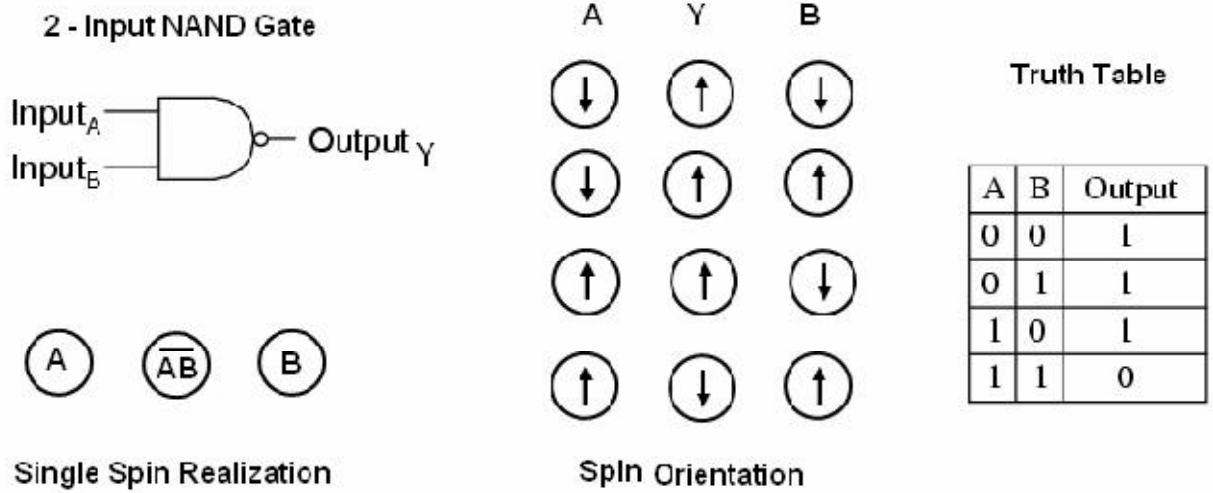 2 - Input NAND Gate
Input_A
Input_B
Output_Y
A
A̅B̅
B
Single Spin Realization
A Y B
↓ ↑ ↓
↓ ↑ ↑
↑ ↑ ↓
↑ ↓ ↑
Spin Orientation
Truth Table
A B Output
0 0 1
0 1 1
1 0 1
1 1 0